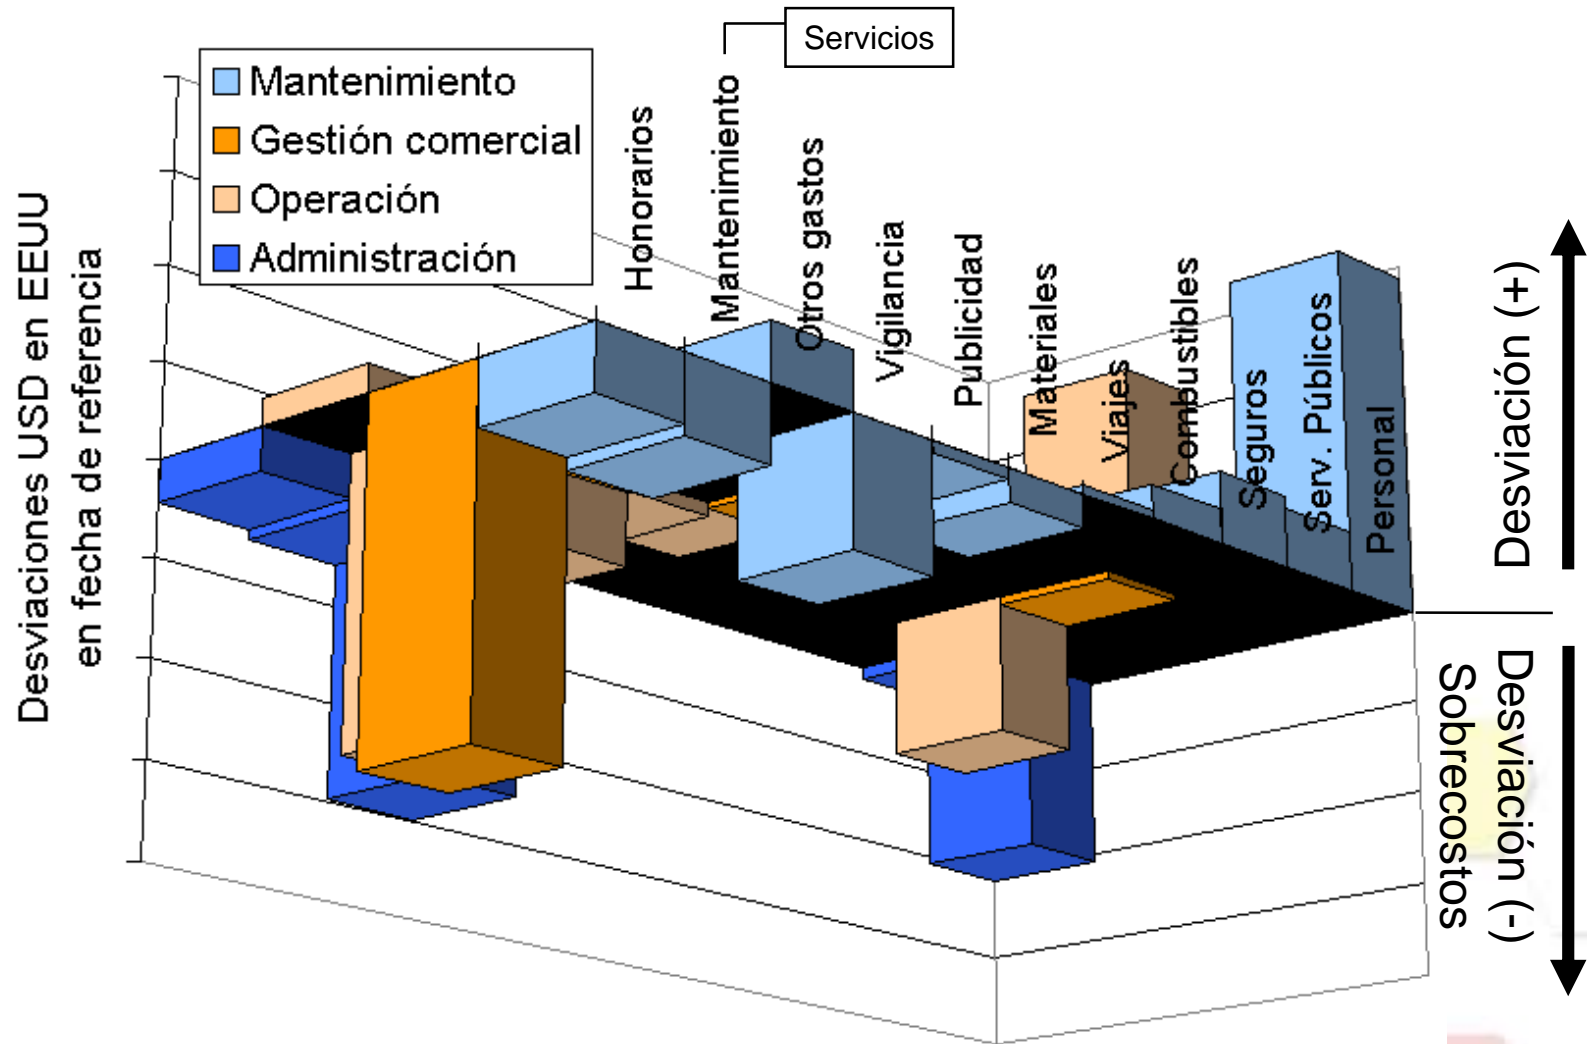 Servicios
Mantenimiento
Gestión comercial
Operación
Administración
Desviaciones USD en EEUU
en fecha de referencia
Honorarios
Mantenimiento
Otros gastos
Vigilancia
Publicidad
Materiales
Viajes
Combustibles
Seguros
Serv. Públicos
Personal
Desviación (+)
Desviación (-)
Sobrecostos